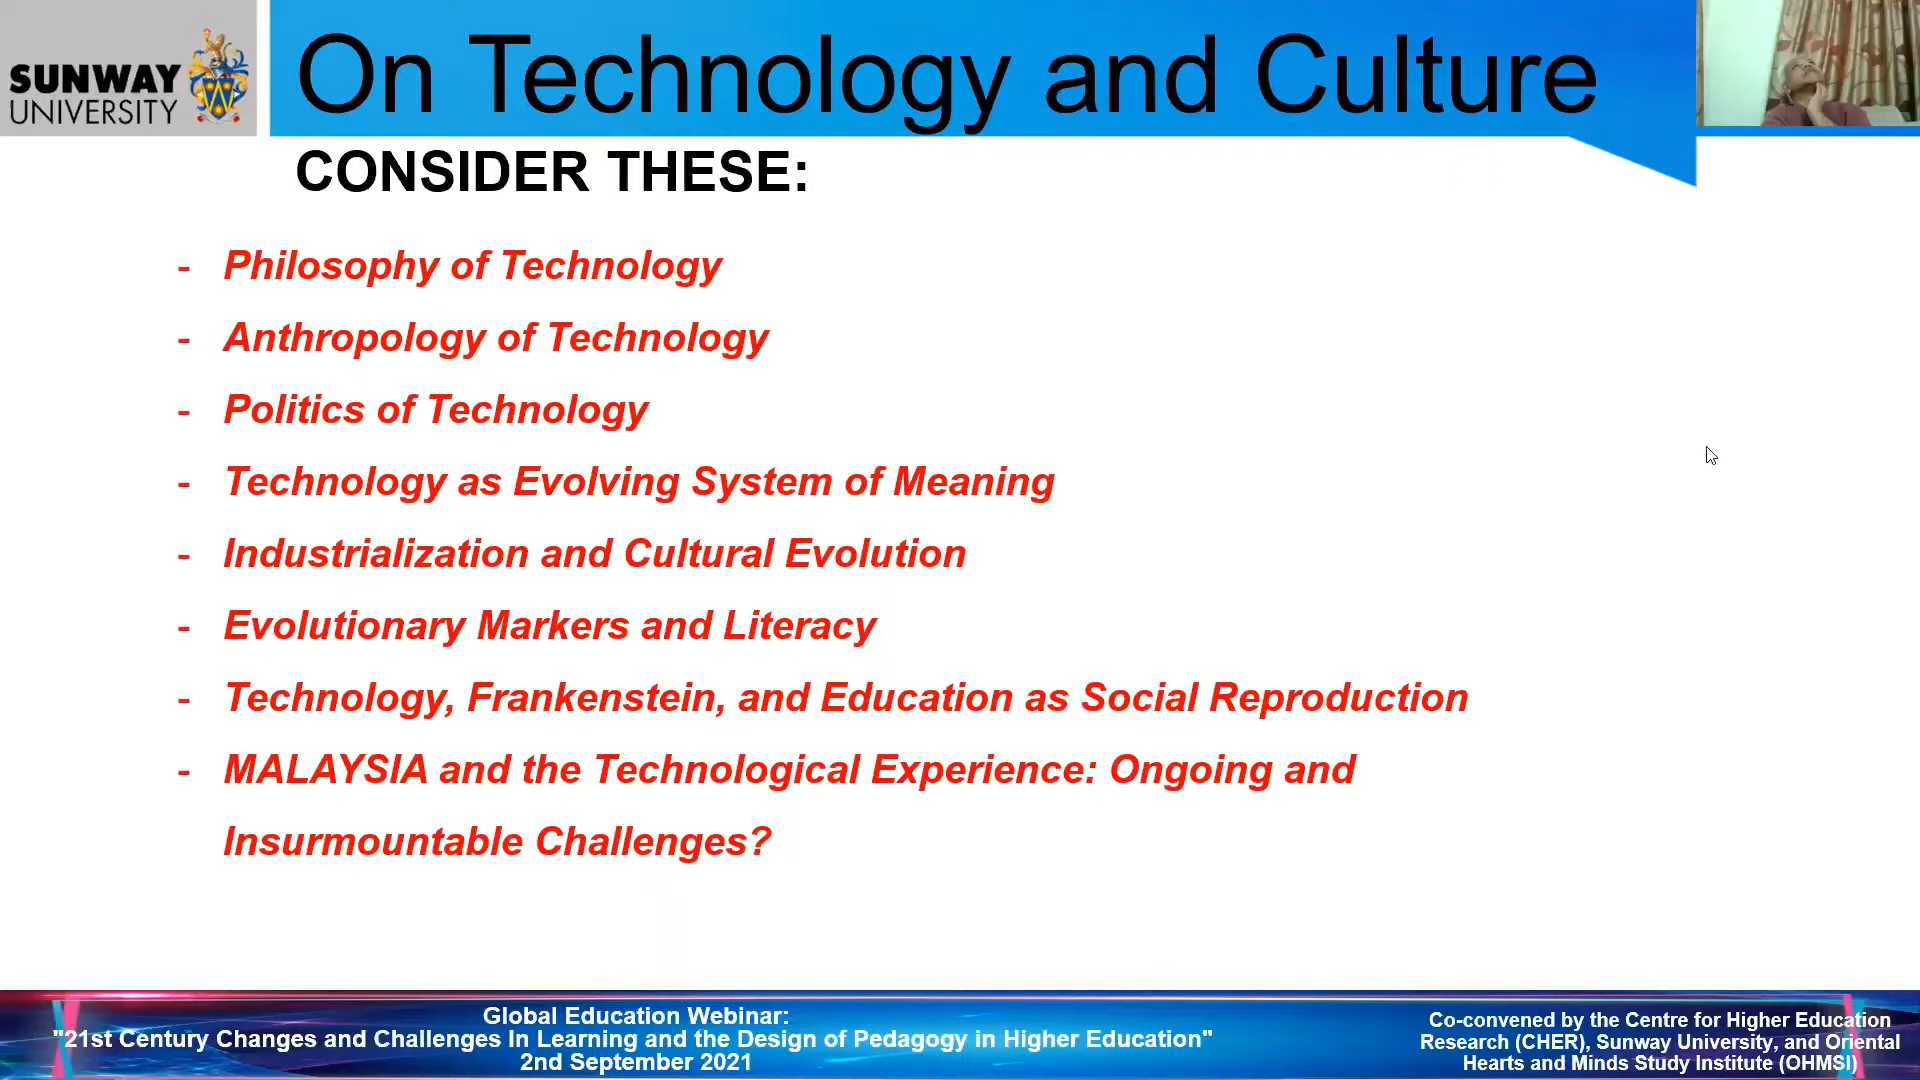 SUNWAY
UNIVERSITY
On Technology and Culture
CONSIDER THESE:
- Philosophy of Technology
- Anthropology of Technology
- Politics of Technology
- Technology as Evolving System of Meaning
- Industrialization and Cultural Evolution
- Evolutionary Markers and Literacy
- Technology, Frankenstein, and Education as Social Reproduction
- MALAYSIA and the Technological Experience: Ongoing and
Insurmountable Challenges?
Global Education Webinar:
"21st Century Changes and Challenges In Learning and the Design of Pedagogy in Higher Education"
2nd September 2021
Co-convened by the Centre for Higher Education
Research (CHER), Sunway University, and Oriental
Hearts and Minds Study Institute (OHMSI)